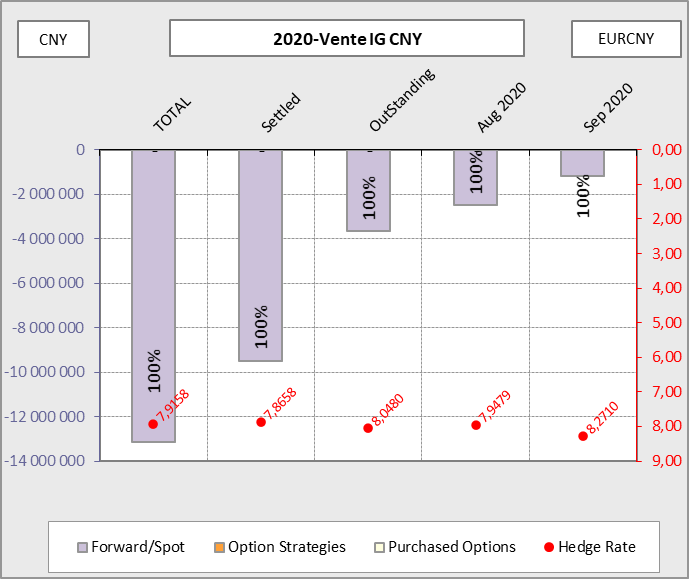 CNY
2020-Vente IG CNY
EURCNY
TOTAL
Settled
OutStanding
Aug 2020
Sep 2020
0
-2 000 000
-4 000 000
-6 000 000
-8 000 000
-10 000 000
-12 000 000
-14 000 000
0,00
1,00
2,00
3,00
4,00
5,00
6,00
7,00
8,00
9,00
100%
100%
100%
100%
100%
7,9158
7,8658
8,0480
7,9479
8,2710
Forward/Spot
Option Strategies
Purchased Options
Hedge Rate